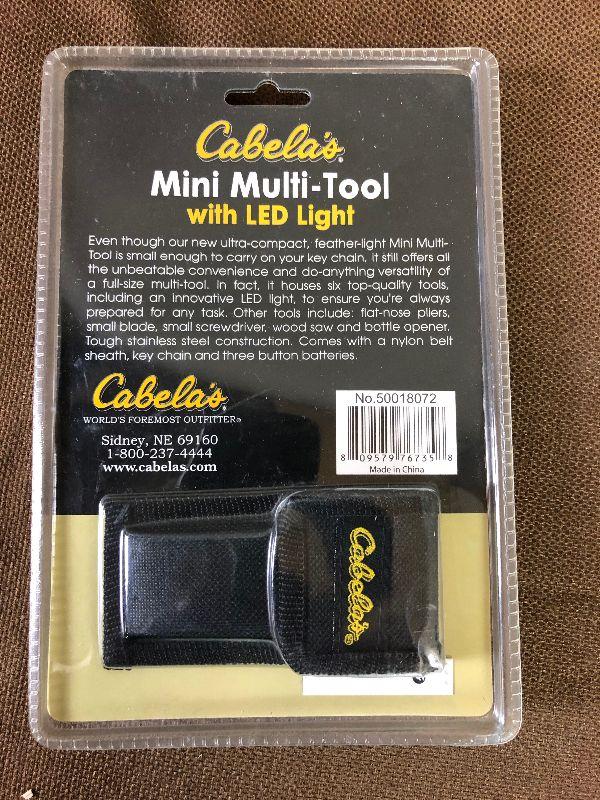 Cabela's®
Mini Multi-Tool
with LED Light
Even though our new ultra-compact, feather-light Mini Multi-
Tool is small enough to carry on your key chain, it still offers all
the unbeatable convenience and do-anything versatility of
a full-size multi-tool. In fact, it houses six top-quality tools,
including an innovative LED light, to ensure you're always
prepared for any task. Other tools include: flat-nose pliers,
small blade, small screwdriver, wood saw and bottle opener.
Tough stainless steel construction. Comes with a nylon belt
sheath, key chain and three button batteries.
Cabela's®
WORLD'S FOREMOST OUTFITTER®
Sidney, NE 69160
1-800-237-4444
www.cabelas.com
No.50018072
8 09579 76735 8
Made in China
Cabela's®